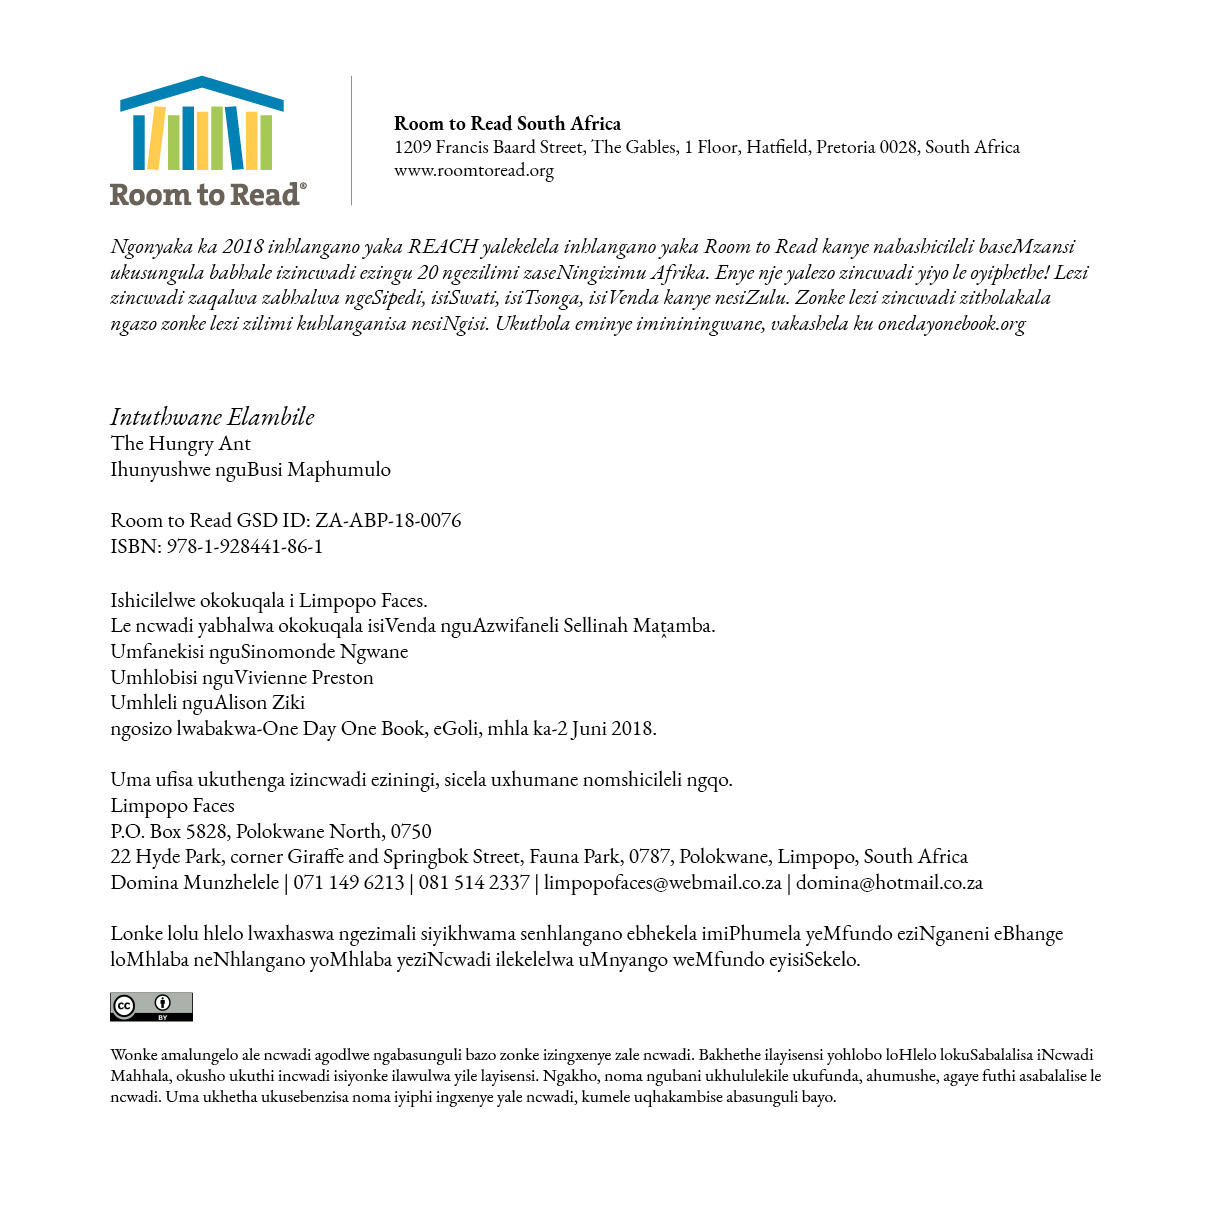 Room to Read®
Room to Read South Africa
1209 Francis Baard Street, The Gables, 1 Floor, Hatfield, Pretoria 0028, South Africa
www.roomtoread.org
Ngonyaka ka 2018 inhlangano yaka REACH yalekelela inhlangano yaka Room to Read kanye nabashicileli baseMzansi
ukusungula babhale izincwadi ezingu 20 ngezilimi zaseNingizimu Afrika. Enye nje yalezo zincwadi yiyo le oyiphethe! Lezi
zincwadi zaqalwa zabhalwa ngeSipedi, isiSwati, isiTsonga, isiVenda kanye nesiZulu. Zonke lezi zincwadi zitholakala
ngazo zonke lezi zilimi kuhlanganisa nesiNgisi. Ukuthola eminye imininingwane, vakashela ku onedayonebook.org
Intuthwane Elambile
The Hungry Ant
Ihunyushwe nguBusi Maphumulo
Room to Read GSD ID: ZA-ABP-18-0076
ISBN: 978-1-928441-86-1
Ishicilelwe okokuqala i Limpopo Faces.
Le ncwadi yabhalwa okokuqala isiVenda nguAzwifaneli Sellinah Maṱamba.
Umfanekisi nguSinomonde Ngwane
Umhlobisi nguVivienne Preston
Umhleli nguAlison Ziki
ngosizo lwabakwa-One Day One Book, eGoli, mhla ka-2 Juni 2018.
Uma ufisa ukuthenga izincwadi eziningi, sicela uxhumane nomshicileli ngqo.
Limpopo Faces
P.O. Box 5828, Polokwane North, 0750
22 Hyde Park, corner Giraffe and Springbok Street, Fauna Park, 0787, Polokwane, Limpopo, South Africa
Domina Munzhelele | 071 149 6213 | 081 514 2337 | limpopofaces@webmail.co.za | domina@hotmail.co.za
Lonke lolu hlelo lwaxhaswa ngezimali siyikhwama senhlangano ebhekela imiPhumela yeMfundo eziNganeni eBhange
loMhlaba neNhlangano yoMhlaba yeziNcwadi ilekelelwa uMnyango weMfundo eyisiSekelo.
cc BY
Wonke amalungelo ale ncwadi agodlwe ngabasunguli bazo zonke izingxenye zale ncwadi. Bakhethe ilayisensi yohlobo loHlelo lokuSabalalisa iNcwadi
Mahhala, okusho ukuthi incwadi isiyonke ilawulwa yile layisensi. Ngakho, noma ngubani ukhululekile ukufunda, ahumushe, agaye futhi asabalalise le
ncwadi. Uma ukhetha ukusebenzisa noma iyiphi ingxenye yale ncwadi, kumele uqhakambise abasunguli bayo.